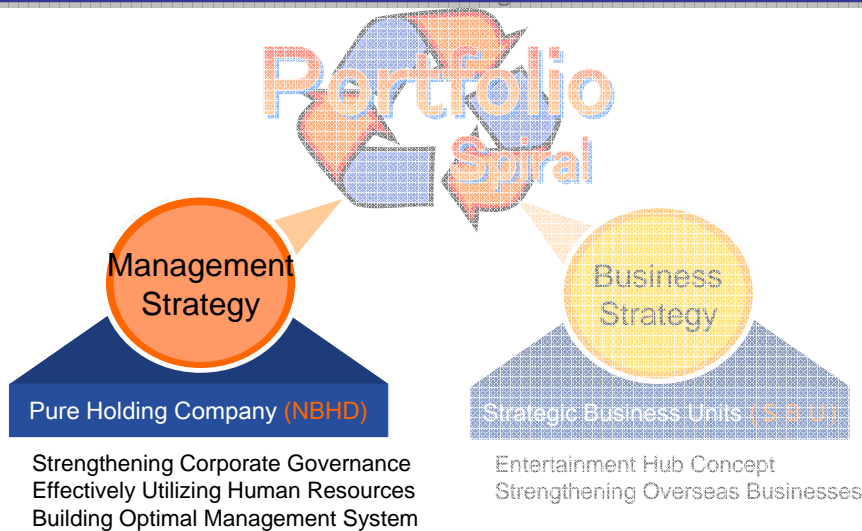 Portfolio
Spiral
Management
Strategy
Business
Strategy
Pure Holding Company (NBHD)
Strategic Business Units (S.B.U)
Strengthening Corporate Governance
Effectively Utilizing Human Resources
Building Optimal Management System
Entertainment Hub Concept
Strengthening Overseas Businesses